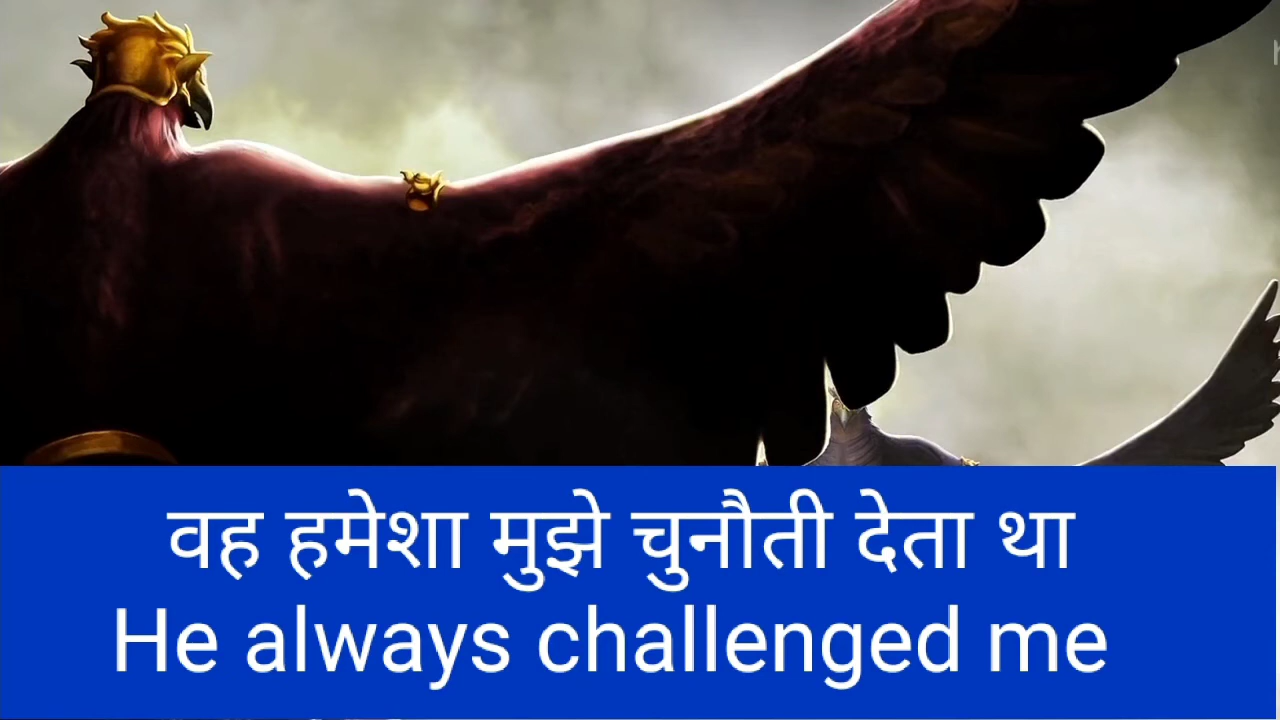 वह हमेशा मुझे चुनौती देता था
He always challenged me